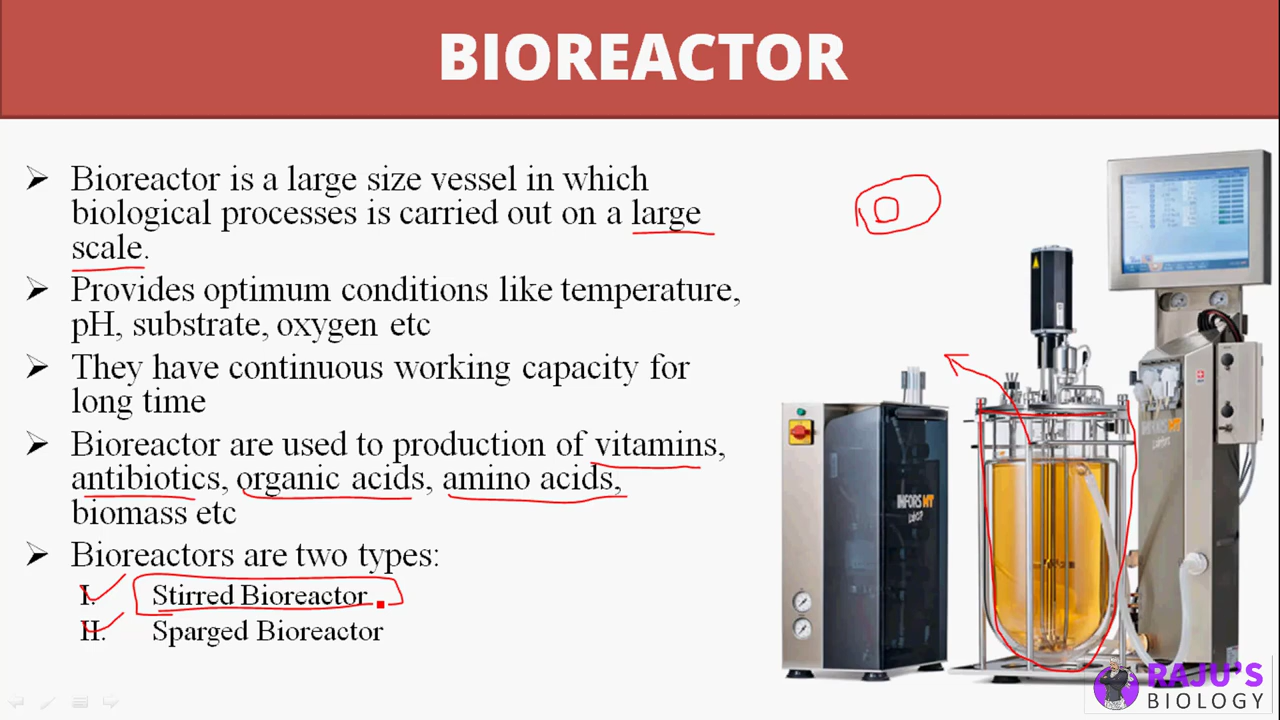 BIOREACTOR
➢ Bioreactor is a large size vessel in which
biological processes is carried out on a large
scale.
➢ Provides optimum conditions like temperature,
pH, substrate, oxygen etc
➢ They have continuous working capacity for
long time
➢ Bioreactor are used to production of vitamins,
antibiotics, organic acids, amino acids,
biomass etc
➢ Bioreactors are two types:
I. Stirred Bioreactor
II. Sparged Bioreactor
INFORS HT
INFORS HT
RAJU'S
BIOLOGY